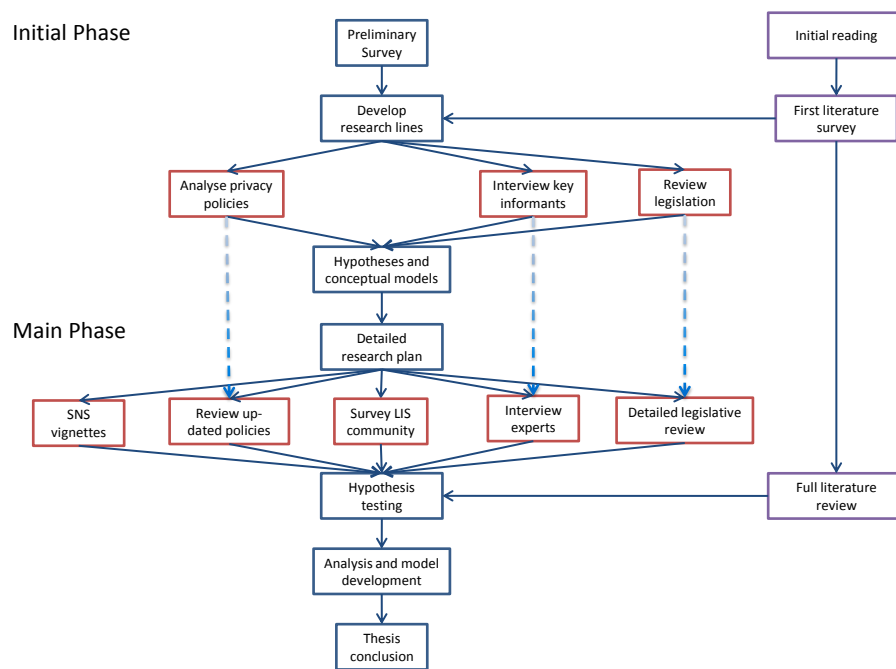 Initial Phase
Preliminary
Survey
Initial reading
Develop
research lines
First literature
survey
Analyse privacy
policies
Interview key
informants
Review
legislation
Hypotheses and
conceptual models
Main Phase
Detailed
research plan
SNS
vignettes
Review up-
dated policies
Survey LIS
community
Interview
experts
Detailed legislative
review
Hypothesis
testing
Full literature
review
Analysis and model
development
Thesis
conclusion